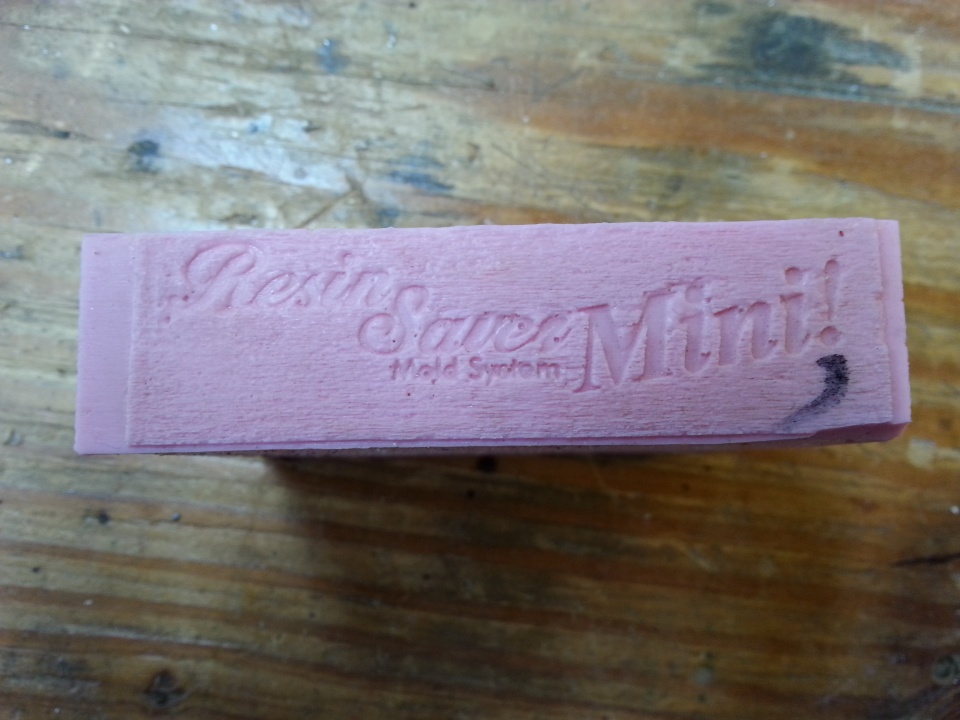 Resin
Saver Mini!
Mold System